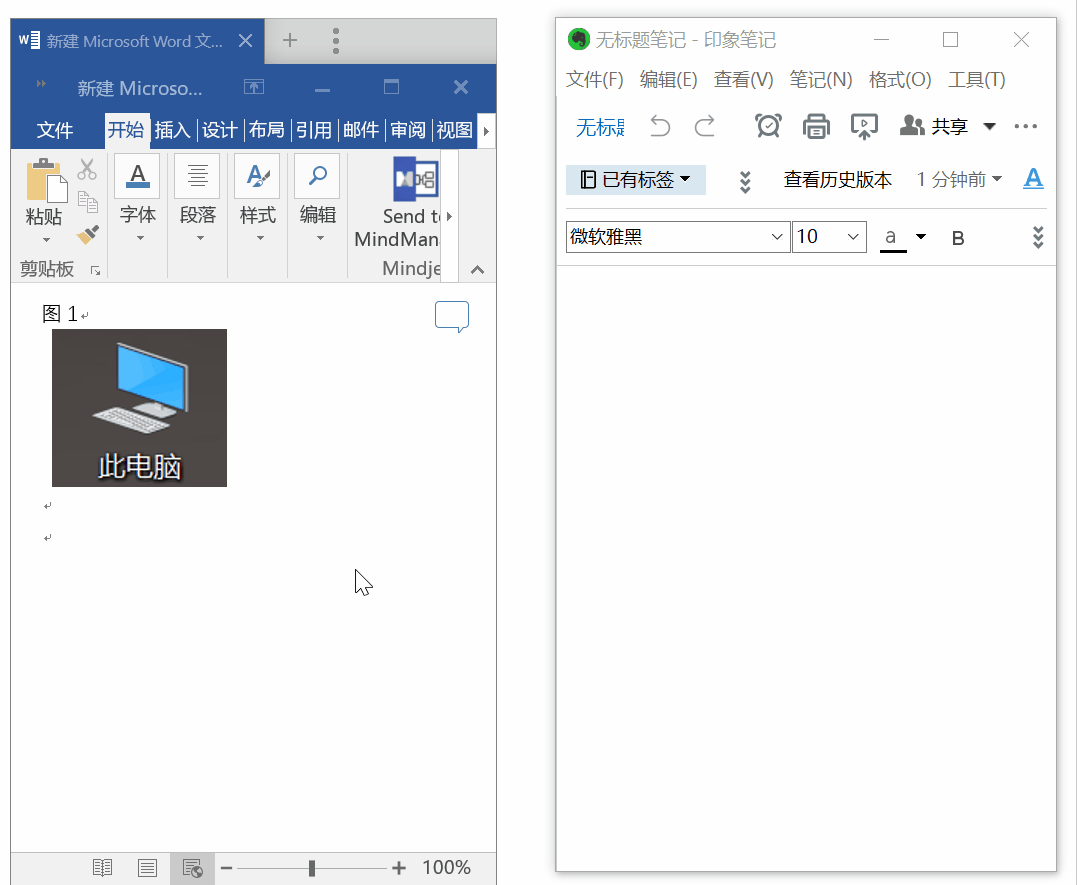 新建 Microsoft Word 文...
新建 Microso...
文件 开始 插入 设计 布局 引用 邮件 审阅 视图
粘贴 字体 段落 样式 编辑 Send to
MindMan
剪贴板 Mindje
图 1
此电脑
100%
无标题笔记 - 印象笔记
文件(F) 编辑(E) 查看(V) 笔记(N) 格式(O) 工具(T)
无标题 共享
已有标签 查看历史版本 1 分钟前 A
微软雅黑 10 a B